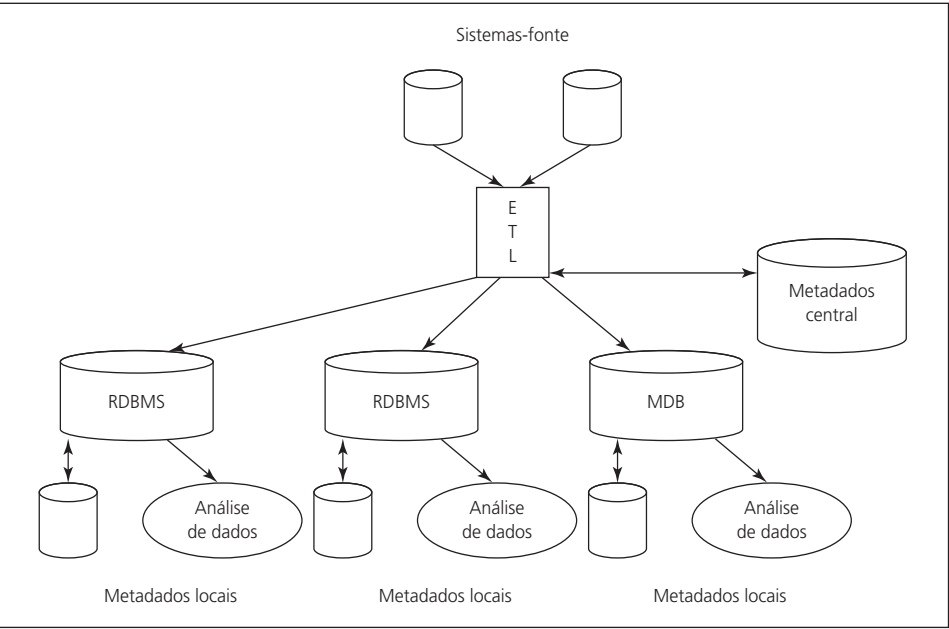 Sistemas-fonte
E
T
L
Metadados
central
RDBMS
RDBMS
MDB
Análise
de dados
Análise
de dados
Análise
de dados
Metadados locais
Metadados locais
Metadados locais